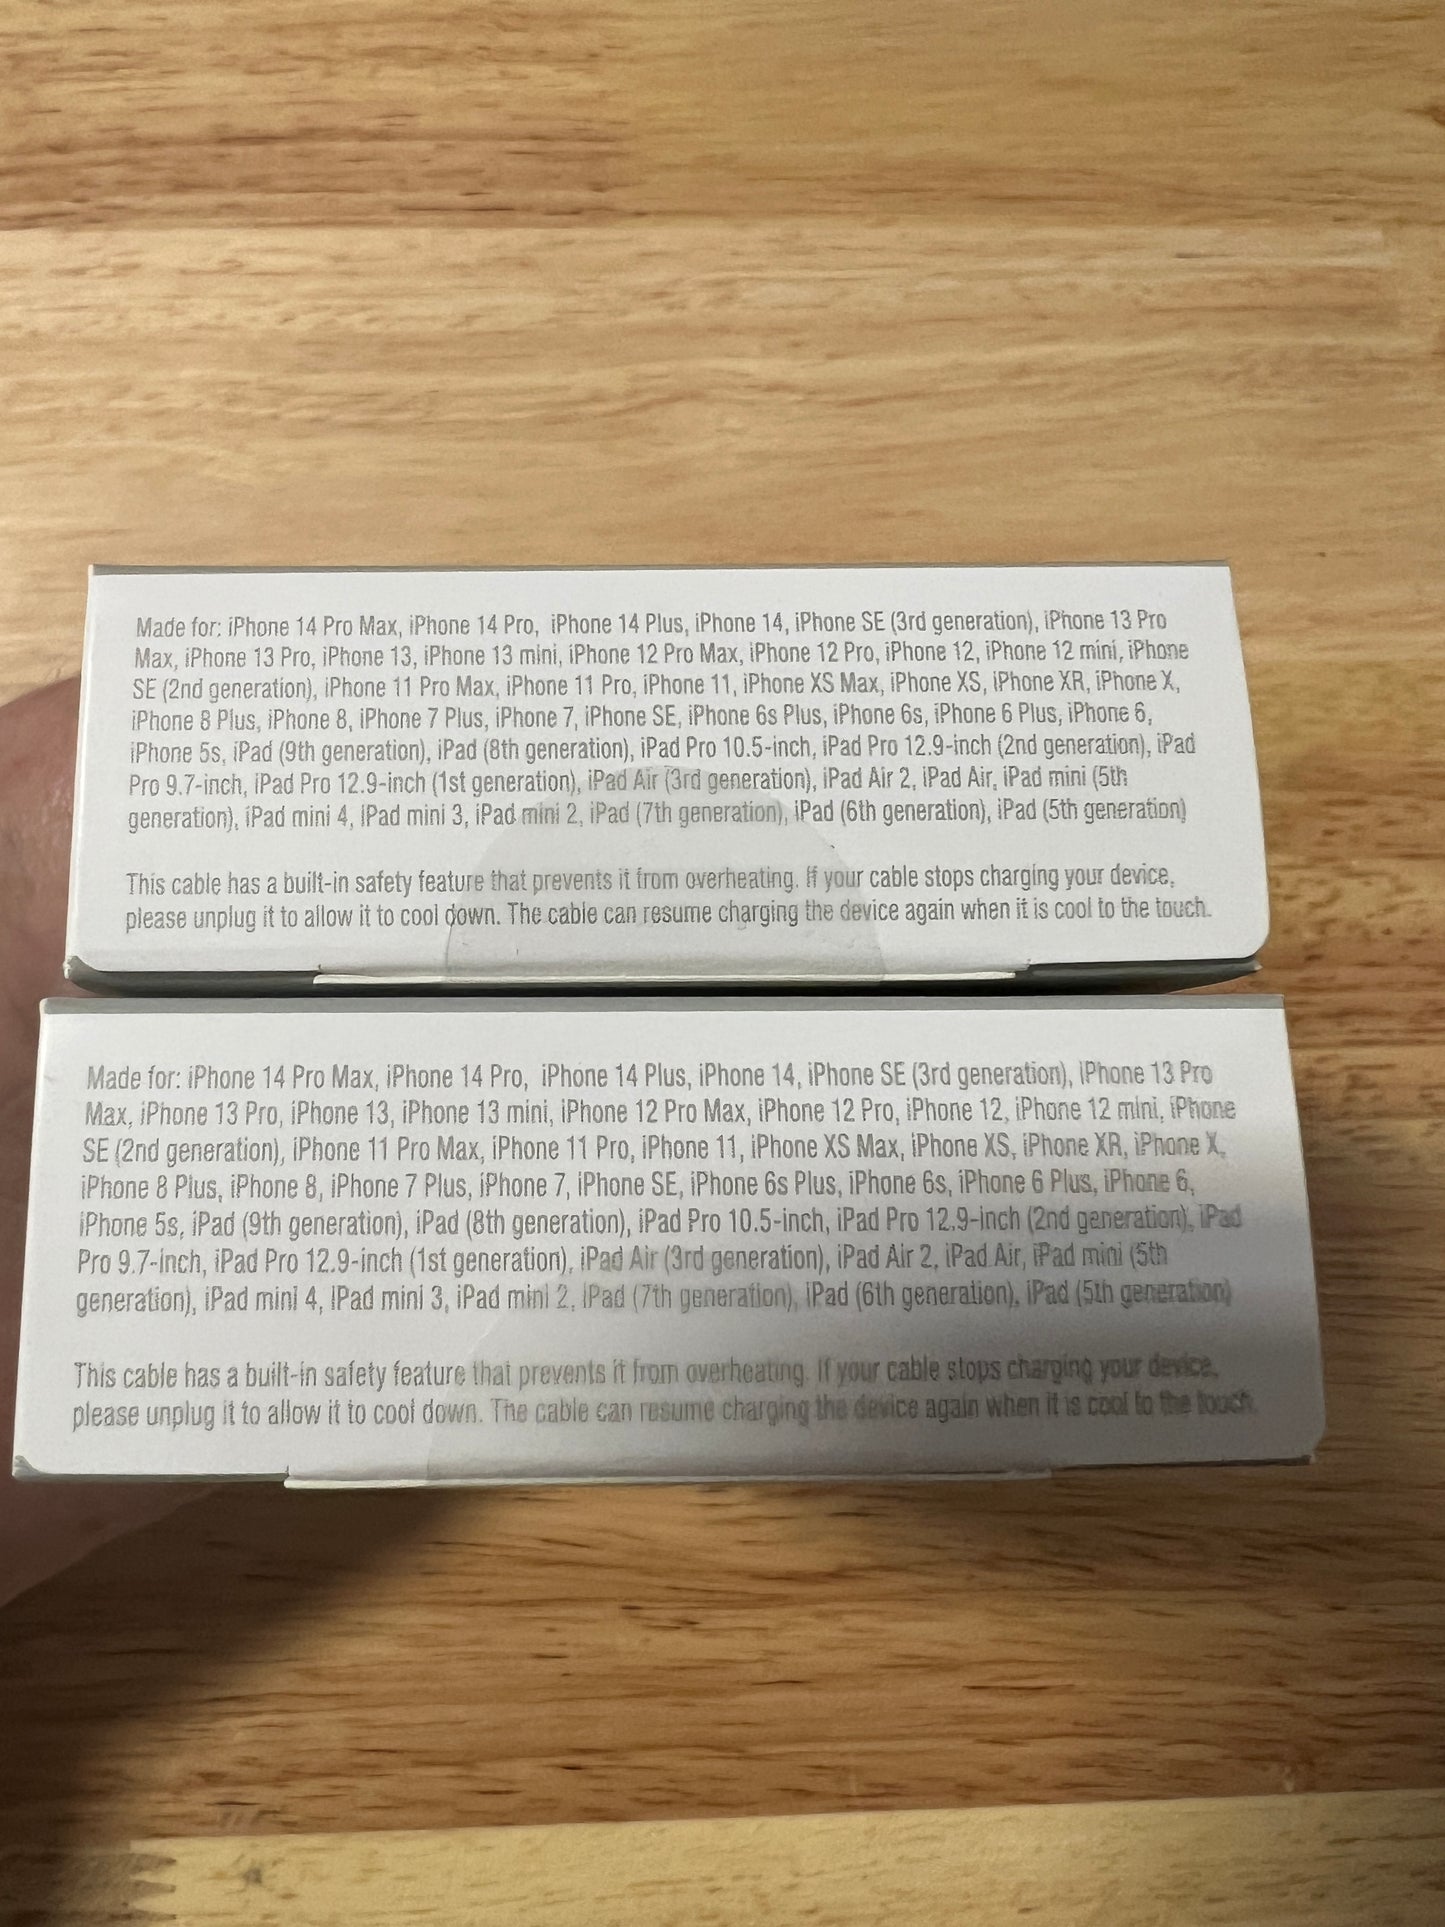 Made for: iPhone 14 Pro Max, iPhone 14 Pro, iPhone 14 Plus, iPhone 14, iPhone SE (3rd generation), iPhone 13 Pro
Max, iPhone 13 Pro, iPhone 13, iPhone 13 mini, iPhone 12 Pro Max, iPhone 12 Pro, iPhone 12, iPhone 12 mini, iPhone
SE (2nd generation), iPhone 11 Pro Max, iPhone 11 Pro, iPhone 11, iPhone XS Max, iPhone XS, iPhone XR, iPhone X,
iPhone 8 Plus, iPhone 8, iPhone 7 Plus, iPhone 7, iPhone SE, iPhone 6s Plus, iPhone 6s, iPhone 6 Plus, iPhone 6,
iPhone 5s, iPad (9th generation), iPad (8th generation), iPad Pro 10.5-inch, iPad Pro 12.9-inch (2nd generation), iPad
Pro 9.7-inch, iPad Pro 12.9-inch (1st generation), iPad Air (3rd generation), iPad Air 2, iPad Air, iPad mini (5th
generation), iPad mini 4, iPad mini 3, iPad mini 2, iPad (7th generation), iPad (6th generation), iPad (5th generation)
This cable has a built-in safety feature that prevents it from overheating. If your cable stops charging your device,
please unplug it to allow it to cool down. The cable can resume charging the device again when it is cool to the touch.
Made for: iPhone 14 Pro Max, iPhone 14 Pro, iPhone 14 Plus, iPhone 14, iPhone SE (3rd generation), iPhone 13 Pro
Max, iPhone 13 Pro, iPhone 13, iPhone 13 mini, iPhone 12 Pro Max, iPhone 12 Pro, iPhone 12, iPhone 12 mini, iPhone
SE (2nd generation), iPhone 11 Pro Max, iPhone 11 Pro, iPhone 11, iPhone XS Max, iPhone XS, iPhone XR, iPhone X,
iPhone 8 Plus, iPhone 8, iPhone 7 Plus, iPhone 7, iPhone SE, iPhone 6s Plus, iPhone 6s, iPhone 6 Plus, iPhone 6,
iPhone 5s, iPad (9th generation), iPad (8th generation), iPad Pro 10.5-inch, iPad Pro 12.9-inch (2nd generation), iPad
Pro 9.7-inch, iPad Pro 12.9-inch (1st generation), iPad Air (3rd generation), iPad Air 2, iPad Air, iPad mini (5th
generation), iPad mini 4, iPad mini 3, iPad mini 2, iPad (7th generation), iPad (6th generation), iPad (5th generation)
This cable has a built-in safety feature that prevents it from overheating. If your cable stops charging your device,
please unplug it to allow it to cool down. The cable can resume charging the device again when it is cool to the touch.